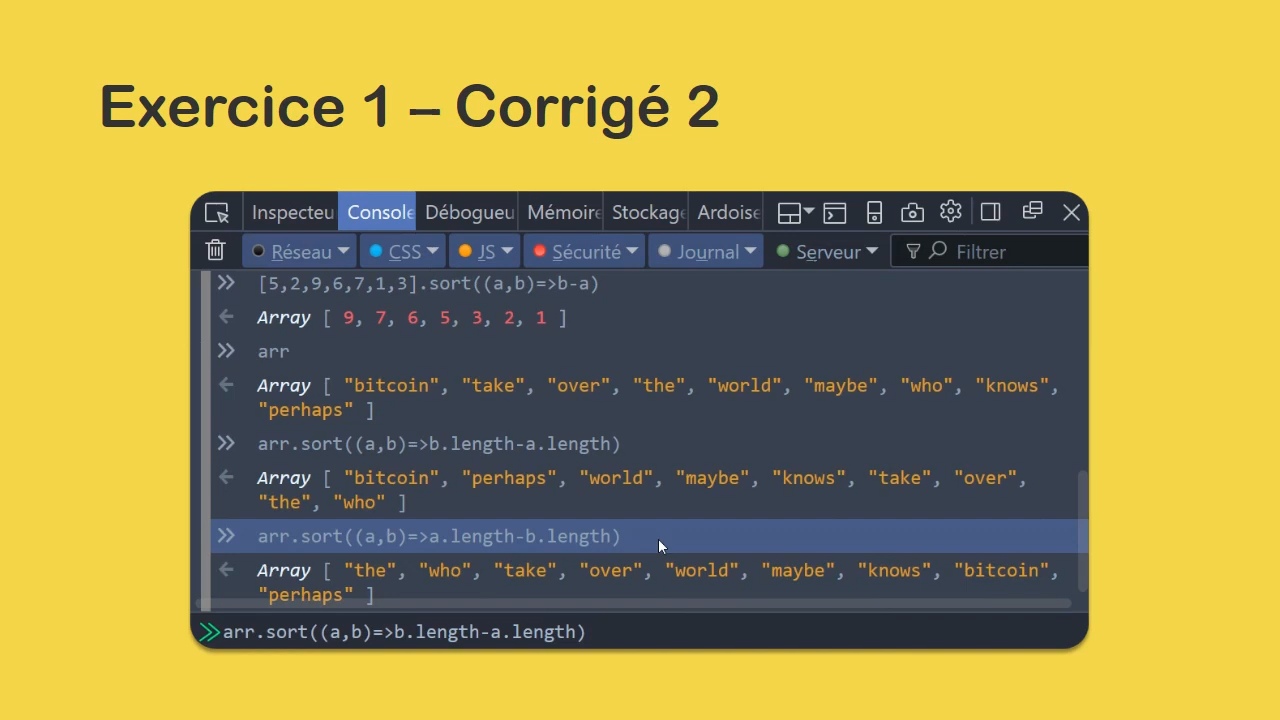 Exercice 1 – Corrigé 2
Inspecteu Console Débogueu Mémoire Stockage Ardoise
Réseau CSS JS Sécurité Journal Serveur Filtrer
[5,2,9,6,7,1,3].sort((a,b)=>b-a)
Array [ 9, 7, 6, 5, 3, 2, 1 ]
arr
Array [ "bitcoin", "take", "over", "the", "world", "maybe", "who", "knows",
"perhaps" ]
arr.sort((a,b)=>b.length-a.length)
Array [ "bitcoin", "perhaps", "world", "maybe", "knows", "take", "over",
"the", "who" ]
arr.sort((a,b)=>a.length-b.length)
Array [ "the", "who", "take", "over", "world", "maybe", "knows", "bitcoin",
"perhaps" ]
arr.sort((a,b)=>b.length-a.length)